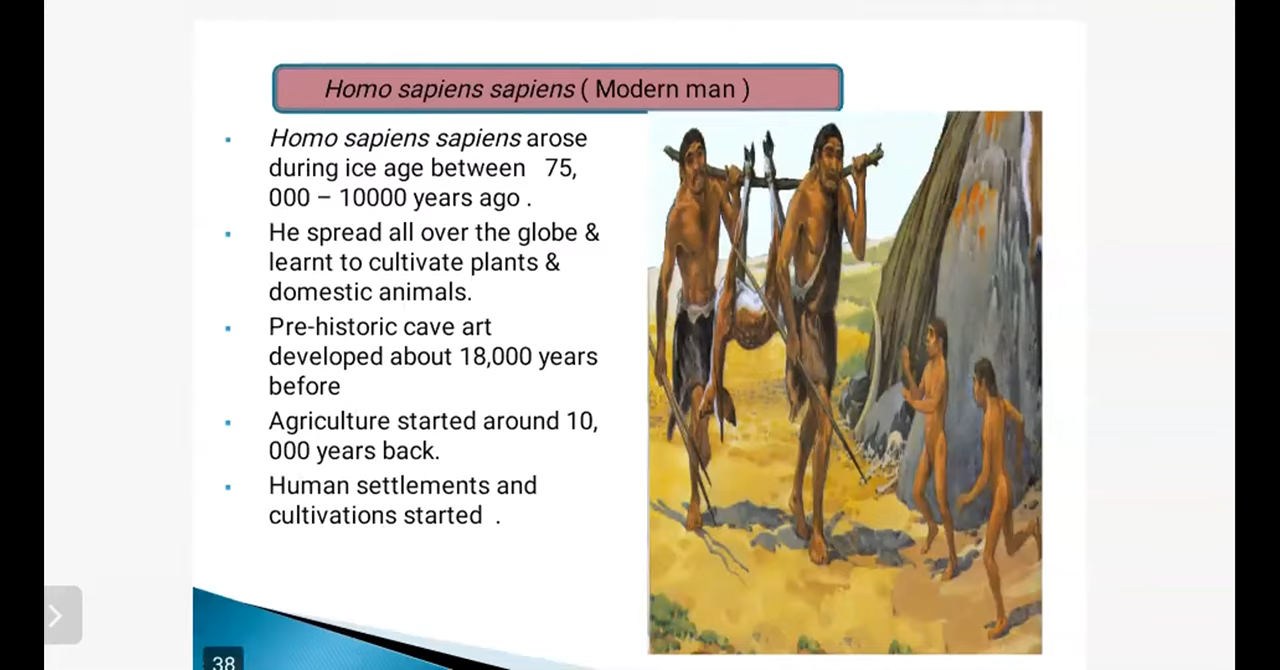 Homo sapiens sapiens ( Modern man )
Homo sapiens sapiens arose
during ice age between 75,
000 – 10000 years ago .
He spread all over the globe &
learnt to cultivate plants &
domestic animals.
Pre-historic cave art
developed about 18,000 years
before
Agriculture started around 10,
000 years back.
Human settlements and
cultivations started .
38